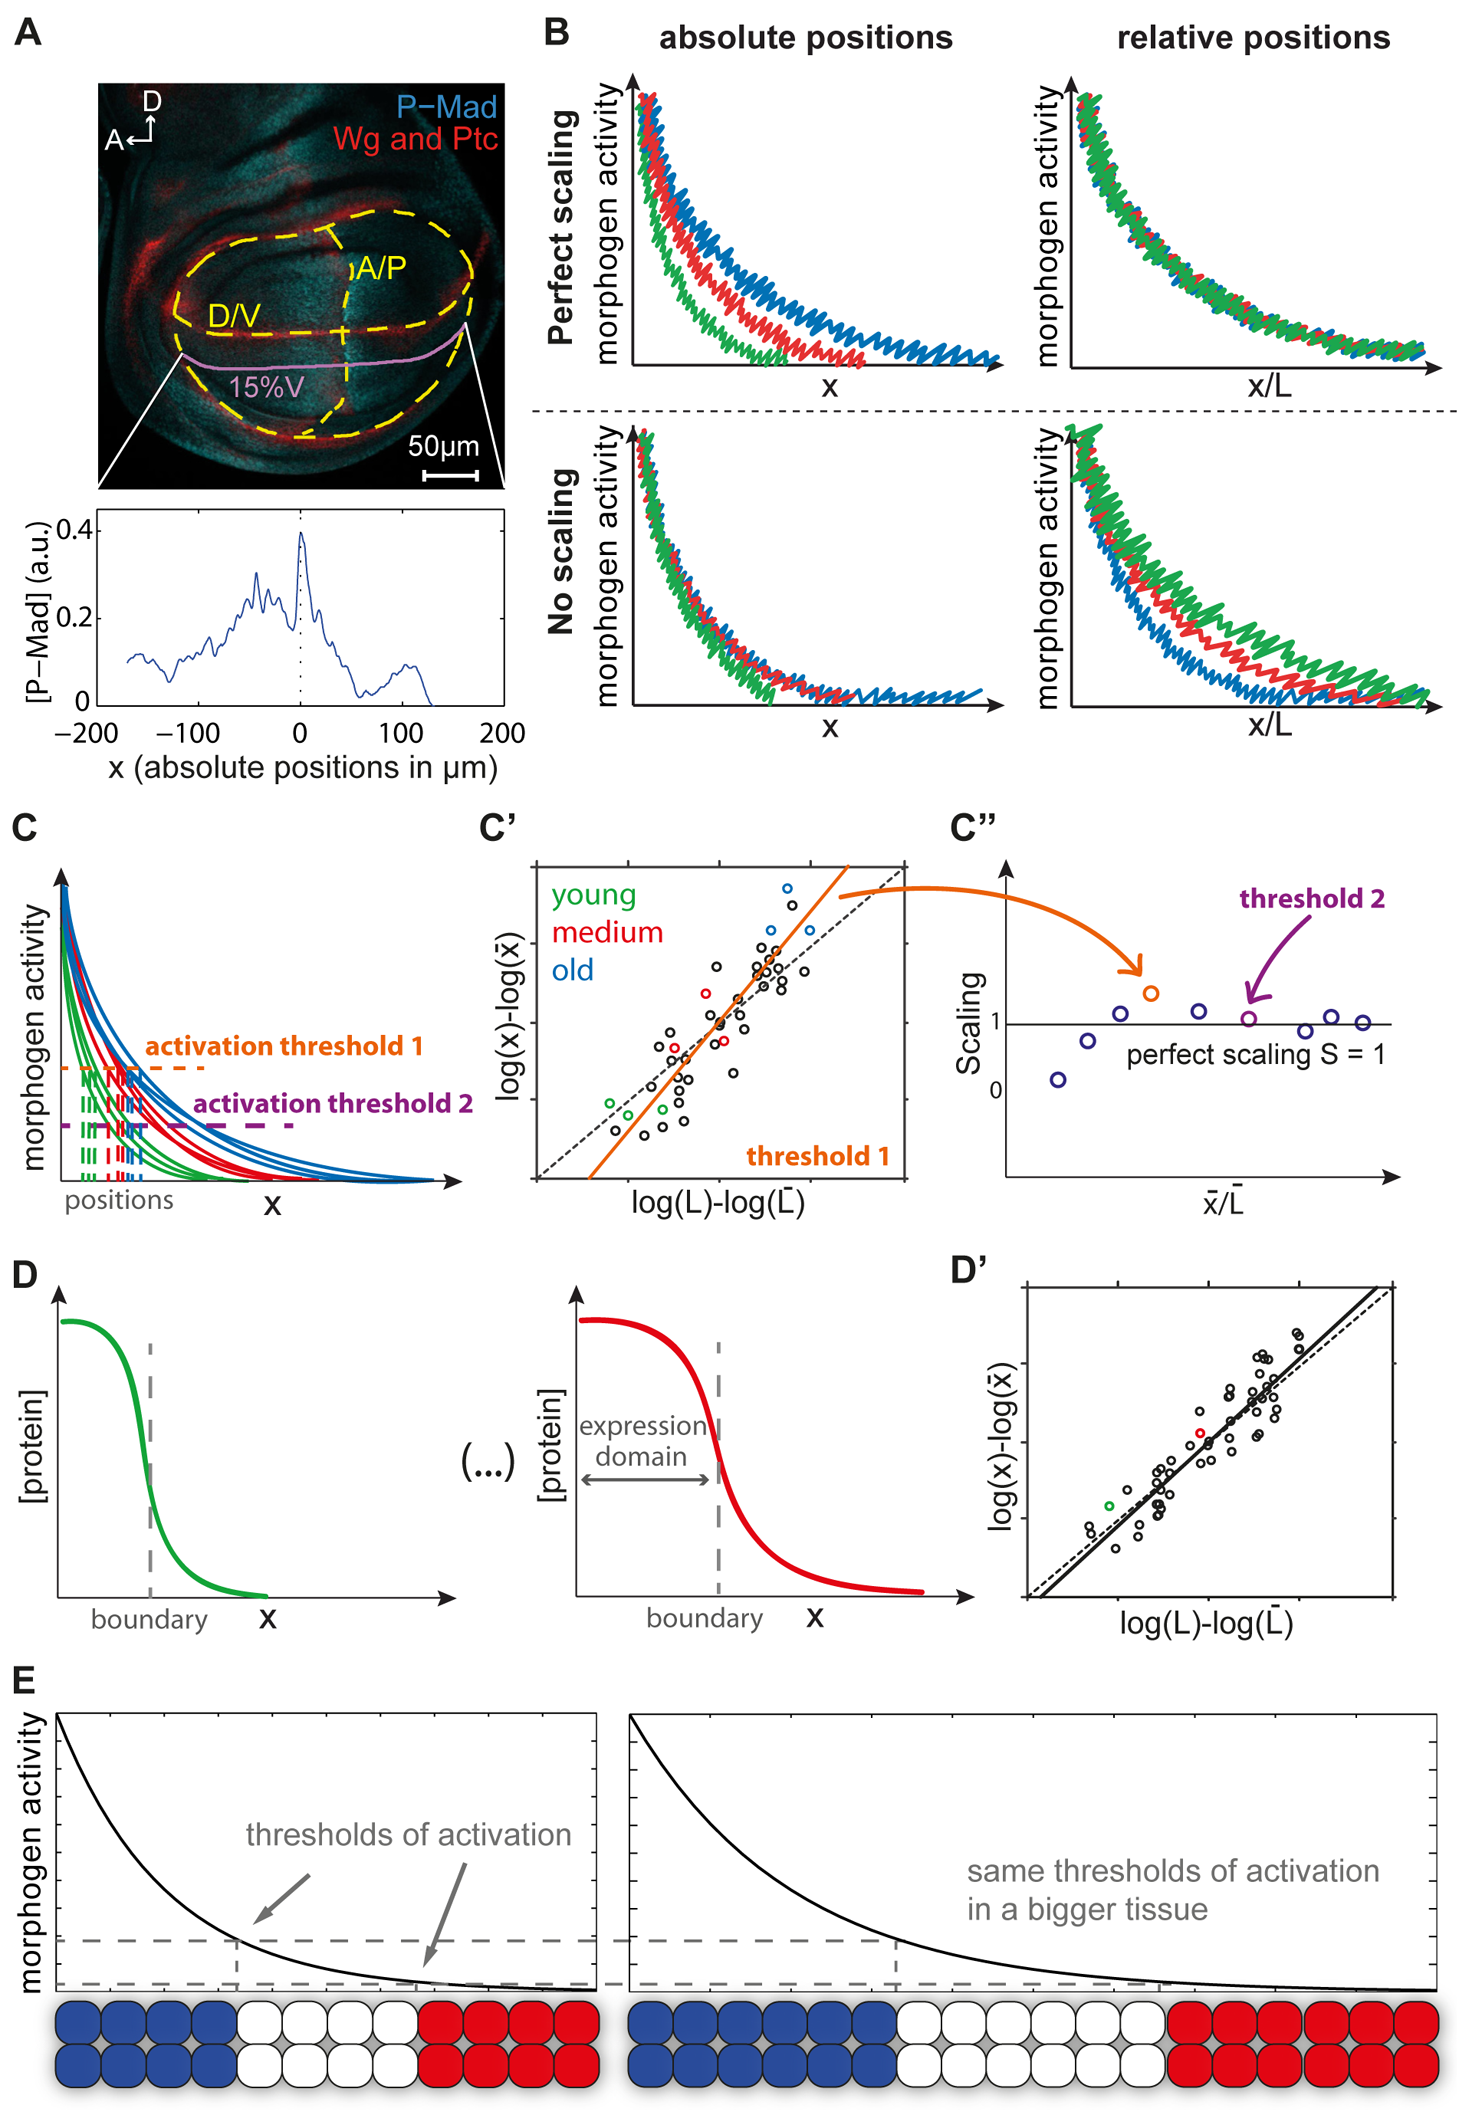 A
D
A
P–Mad
Wg and Ptc
A/P
D/V
15%V
50μm
[P–Mad] (a.u.)
0.4
0.2
0
−200
−100
0
100
200
x (absolute positions in μm)
B
absolute positions
relative positions
Perfect scaling
morphogen activity
x
morphogen activity
x/L
No scaling
morphogen activity
x
morphogen activity
x/L
C
morphogen activity
activation threshold 1
activation threshold 2
positions
x
C’
young
medium
old
log(x)-log(x̄)
threshold 1
log(L)-log(L̄)
C’’
threshold 2
Scaling
1
0
perfect scaling S = 1
x̄/L̄
D
[protein]
boundary
x
(...)
[protein]
expression
domain
boundary
x
D’
log(x)-log(x̄)
log(L)-log(L̄)
E
morphogen activity
thresholds of activation
same thresholds of activation
in a bigger tissue